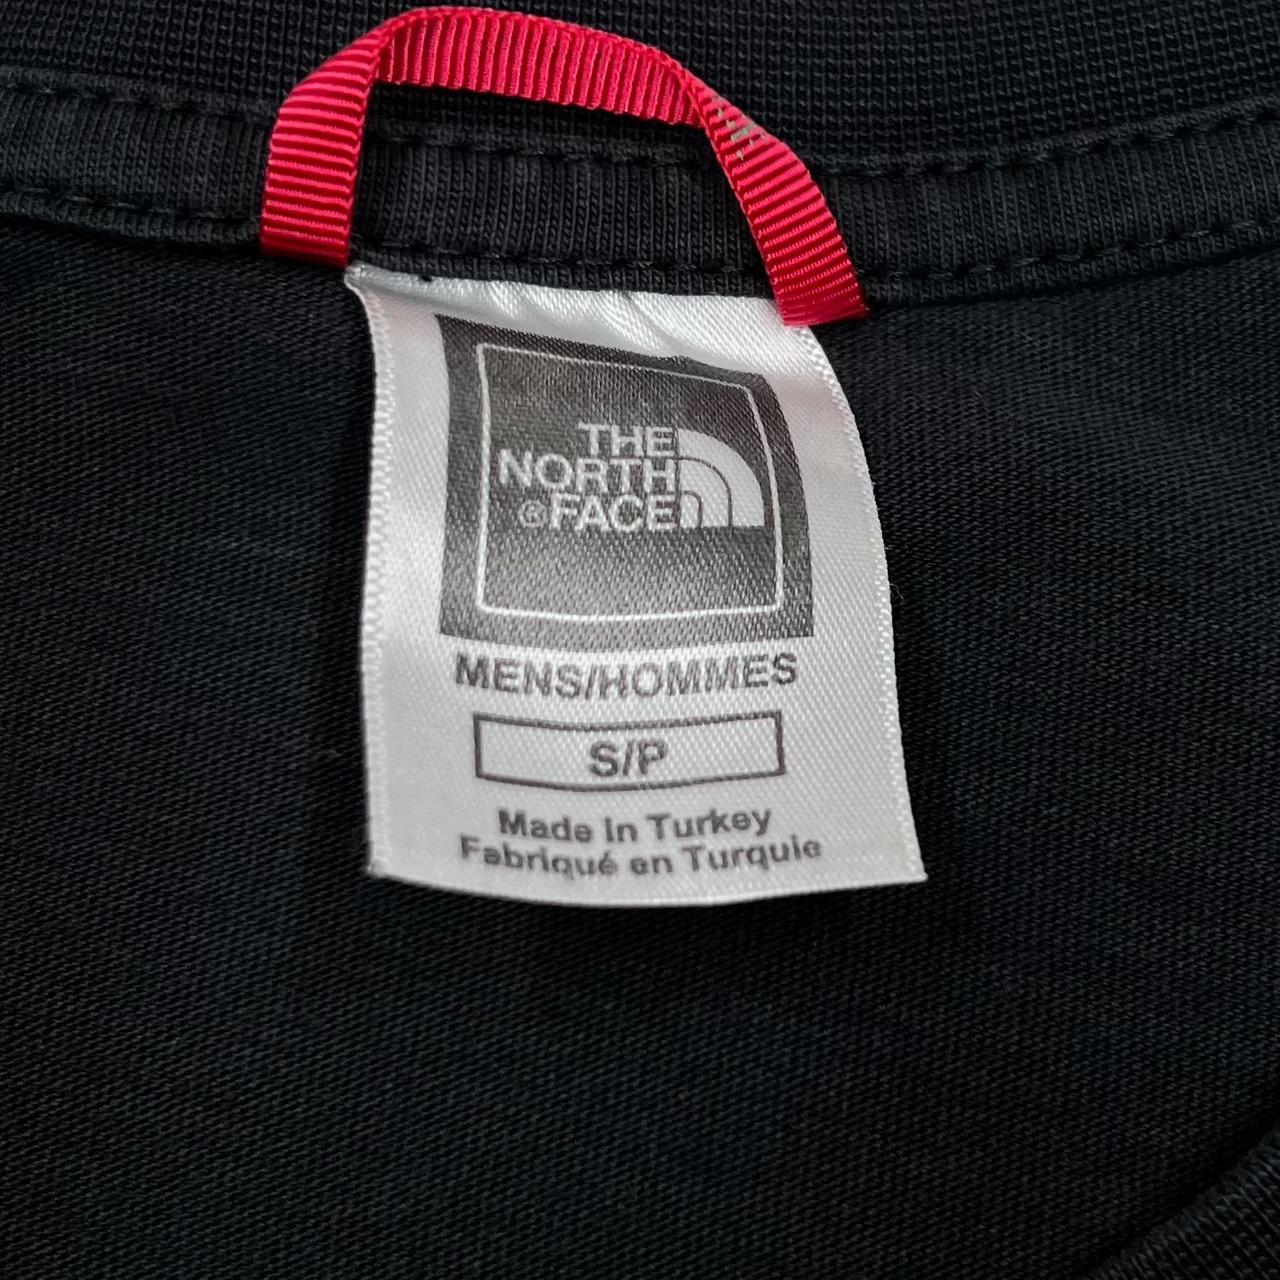 THE
NORTH
®FACE
MENS/HOMMES
S/P
Made in Turkey
Fabriqué en Turquie